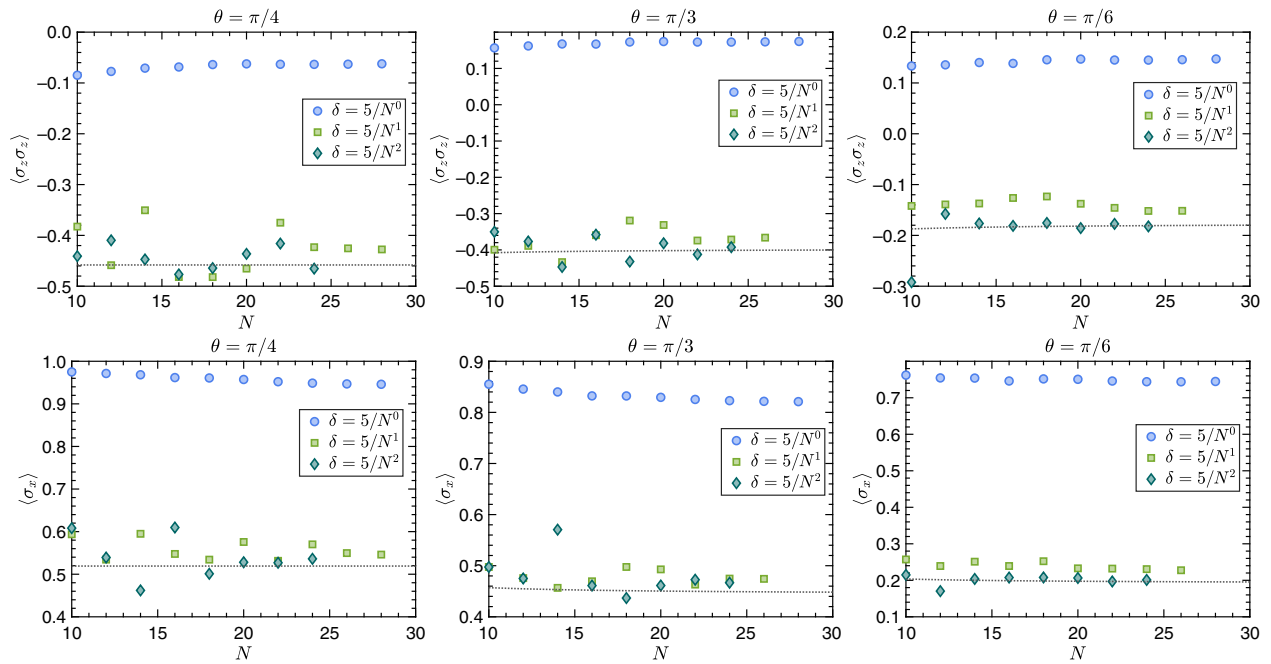 θ = π/4
0.0
−0.1
−0.2
−0.3
−0.4
−0.5
⟨σ_zσ_z⟩
δ = 5/N^0
δ = 5/N^1
δ = 5/N^2
10 15 20 25 30
N
θ = π/3
0.1
0.0
−0.1
−0.2
−0.3
−0.4
−0.5
⟨σ_zσ_z⟩
δ = 5/N^0
δ = 5/N^1
δ = 5/N^2
10 15 20 25 30
N
θ = π/6
0.2
0.1
0.0
−0.1
−0.2
−0.3
⟨σ_zσ_z⟩
δ = 5/N^0
δ = 5/N^1
δ = 5/N^2
10 15 20 25 30
N
θ = π/4
1.0
0.9
0.8
0.7
0.6
0.5
0.4
⟨σ_x⟩
δ = 5/N^0
δ = 5/N^1
δ = 5/N^2
10 15 20 25 30
N
θ = π/3
0.9
0.8
0.7
0.6
0.5
0.4
⟨σ_x⟩
δ = 5/N^0
δ = 5/N^1
δ = 5/N^2
10 15 20 25 30
N
θ = π/6
0.7
0.6
0.5
0.4
0.3
0.2
0.1
⟨σ_x⟩
δ = 5/N^0
δ = 5/N^1
δ = 5/N^2
10 15 20 25 30
N